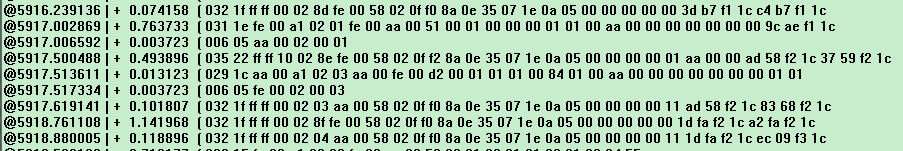 @5916.239136 | + 0.074158 { 032 1f ff ff 00 02 8d fe 00 58 02 0f f0 8a 0e 35 07 1e 0a 05 00 00 00 00 00 3d b7 f1 1c c4 b7 f1 1c
@5917.002869 | + 0.763733 { 031 1e fe 00 a1 02 01 fe 00 aa 00 51 00 01 00 00 00 01 01 00 aa 00 00 00 00 00 00 00 9c ae f1 1c
@5917.006592 | + 0.003723 { 006 05 aa 00 02 00 01
@5917.500488 | + 0.493896 { 035 22 ff ff 10 02 8e fe 00 58 02 0f f2 8a 0e 35 07 1e 0a 05 00 00 00 00 01 aa 00 00 ad 58 f2 1c 37 59 f2 1c
@5917.513611 | + 0.013123 { 029 1c aa 00 a1 02 03 aa 00 fe 00 d2 00 01 01 01 00 84 01 00 aa 00 00 00 00 00 00 00 01 01
@5917.517334 | + 0.003723 { 006 05 fe 00 02 00 03
@5917.619141 | + 0.101807 { 032 1f ff ff 00 02 03 aa 00 58 02 0f f0 8a 0e 35 07 1e 0a 05 00 00 00 00 11 ad 58 f2 1c 83 68 f2 1c
@5918.761108 | + 1.141968 { 032 1f ff ff 00 02 8f fe 00 58 02 0f f0 8a 0e 35 07 1e 0a 05 00 00 00 00 00 1d fa f2 1c a2 fa f2 1c
@5918.880005 | + 0.118896 { 032 1f ff ff 00 02 04 aa 00 58 02 0f f0 8a 0e 35 07 1e 0a 05 00 00 00 00 11 1d fa f2 1c ec 09 f3 1c